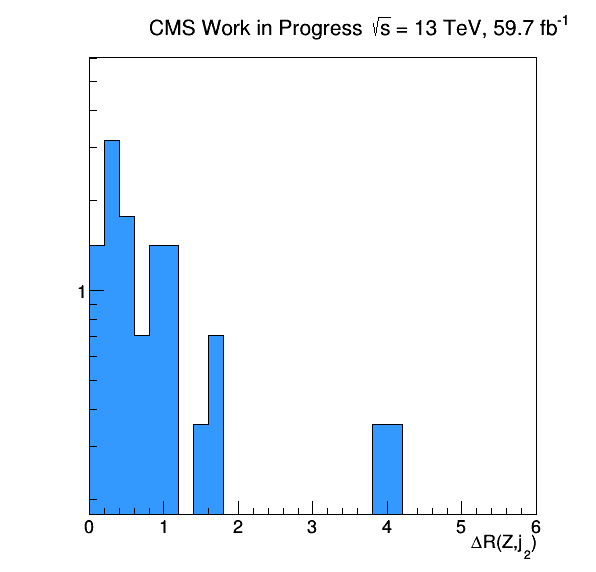 CMS Work in Progress √s = 13 TeV, 59.7 fb⁻¹
1
0 1 2 3 4 5 6
ΔR(Z,j₂)